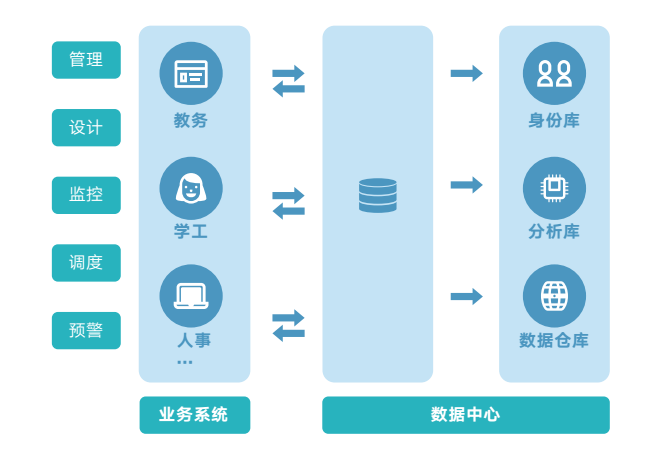 管理
设计
监控
调度
预警
教务
学工
人事
...
业务系统
身份库
分析库
数据仓库
数据中心